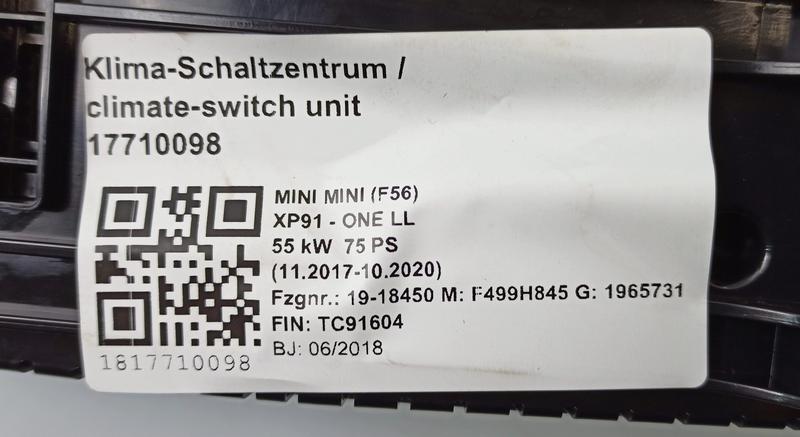 Klima-Schaltzentrum /
climate-switch unit
17710098
MINI MINI (F56)
XP91 - ONE LL
55 kW 75 PS
(11.2017-10.2020)
Fzgnr.: 19-18450 M: F499H845 G: 1965731
FIN: TC91604
BJ: 06/2018
1817710098